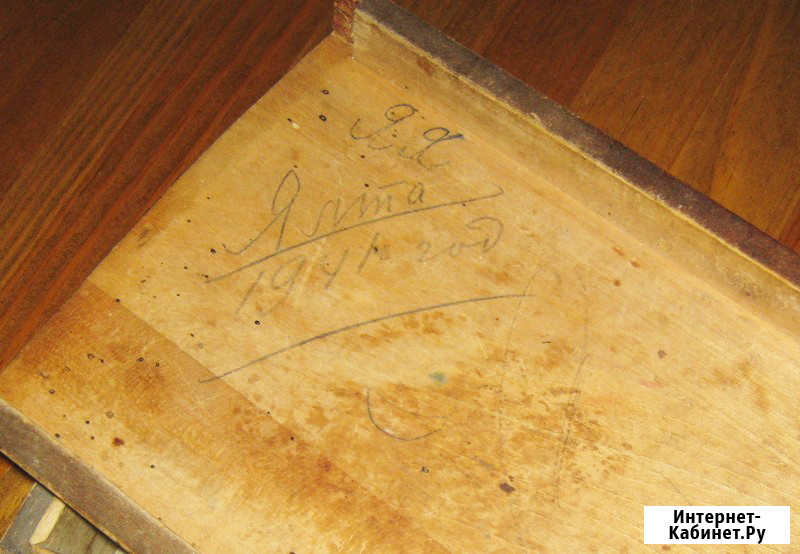 Ялта
1941 год
Интернет-
Кабинет.Ру